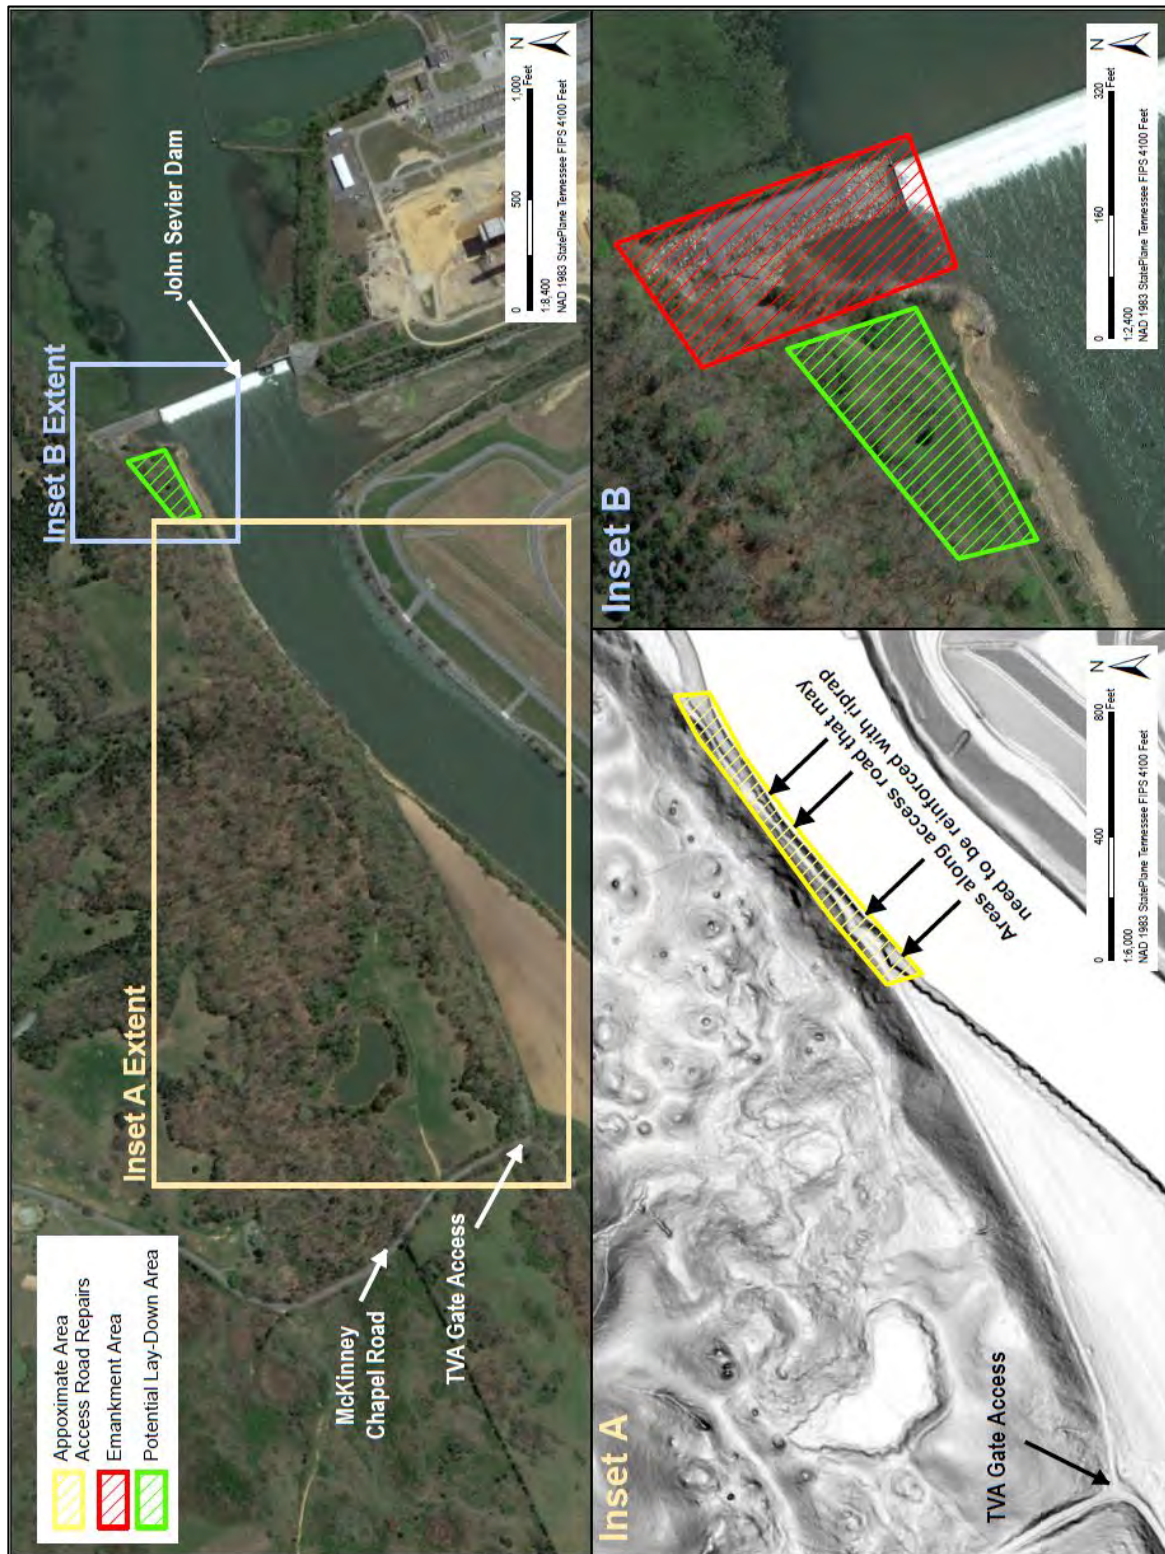 Appoximate Area
Access Road Repairs
Emankment Area
Potential Lay-Down Area
Inset A Extent
Inset B Extent
John Sevier Dam
McKinney
Chapel Road
TVA Gate Access
N
0 500 1,000
Feet
1:8,400
NAD 1983 StatePlane Tennessee FIPS 4100 Feet
Inset A
TVA Gate Access
Areas along access road that may
need to be reinforced with riprap
N
0 400 800
Feet
1:6,000
NAD 1983 StatePlane Tennessee FIPS 4100 Feet
Inset B
N
0 160 320
Feet
1:2,400
NAD 1983 StatePlane Tennessee FIPS 4100 Feet